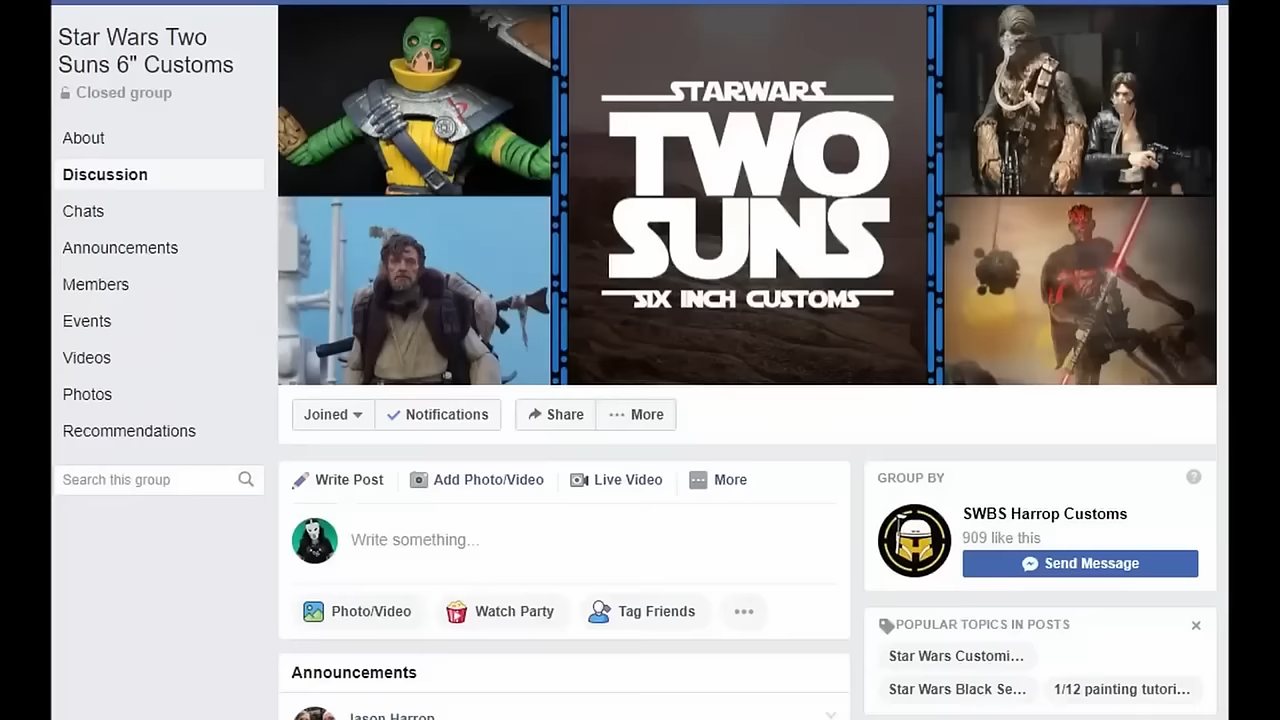 Star Wars Two
Suns 6" Customs
Closed group
About
Discussion
Chats
Announcements
Members
Events
Videos
Photos
Recommendations
Search this group
STARWARS
TWO
SUNS
SIX INCH CUSTOMS
Joined
Notifications
Share
More
Write Post
Add Photo/Video
Live Video
More
Write something...
Photo/Video
Watch Party
Tag Friends
Announcements
Jason Harrop
GROUP BY
?
SWBS Harrop Customs
909 like this
Send Message
POPULAR TOPICS IN POSTS
Star Wars Customi...
Star Wars Black Se...
1/12 painting tutori...